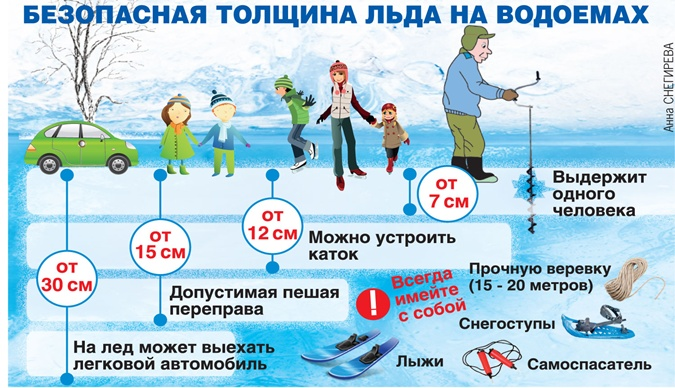 БЕЗОПАСНАЯ ТОЛЩИНА ЛЬДА НА ВОДОЕМАХ
Анна СНЕГИРЕВА
от
7 см
Выдержит
одного
человека
от
12 см
Можно устроить
каток
от
15 см
Допустимая пешая
переправа
от
30 см
На лед может выехать
легковой автомобиль
!
Всегда
имейте
с собой
Прочную веревку
(15 - 20 метров)
Снегоступы
Лыжи
Самоспасатель